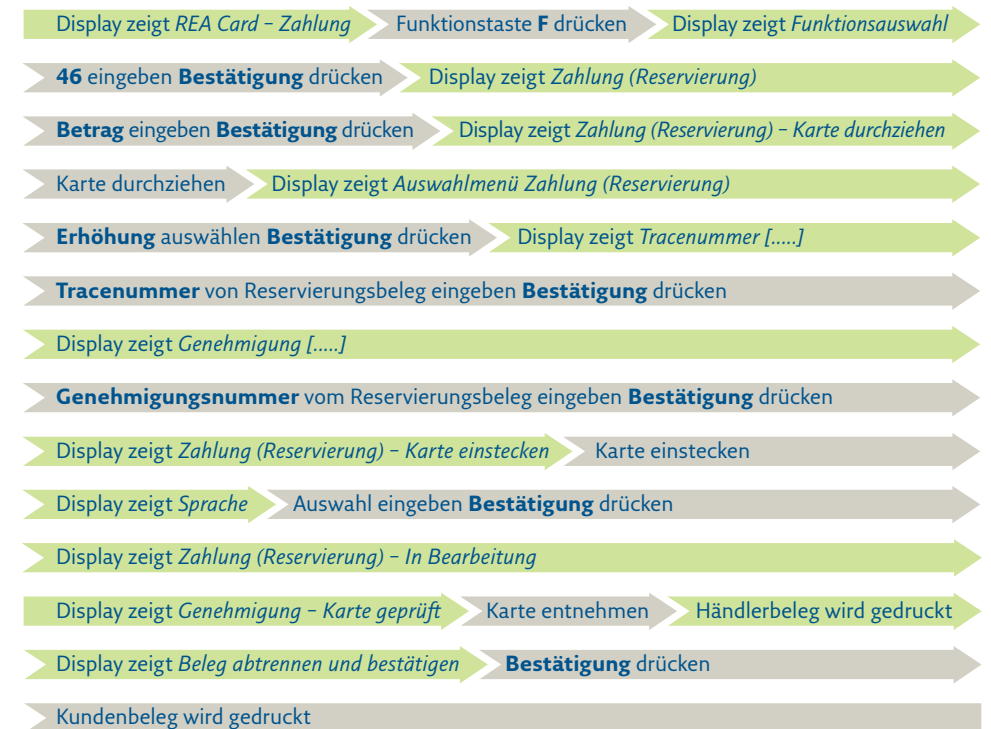 Display zeigt REA Card – Zahlung Funktionstaste F drücken Display zeigt Funktionsauswahl
46 eingeben Bestätigung drücken Display zeigt Zahlung (Reservierung)
Betrag eingeben Bestätigung drücken Display zeigt Zahlung (Reservierung) – Karte durchziehen
Karte durchziehen Display zeigt Auswahlmenü Zahlung (Reservierung)
Erhöhung auswählen Bestätigung drücken Display zeigt Tracenummer [.....]
Tracenummer von Reservierungsbeleg eingeben Bestätigung drücken
Display zeigt Genehmigung [.....]
Genehmigungsnummer vom Reservierungsbeleg eingeben Bestätigung drücken
Display zeigt Zahlung (Reservierung) – Karte einstecken Karte einstecken
Display zeigt Sprache Auswahl eingeben Bestätigung drücken
Display zeigt Zahlung (Reservierung) – In Bearbeitung
Display zeigt Genehmigung – Karte geprüft Karte entnehmen Händlerbeleg wird gedruckt
Display zeigt Beleg abtrennen und bestätigen Bestätigung drücken
Kundenbeleg wird gedruckt